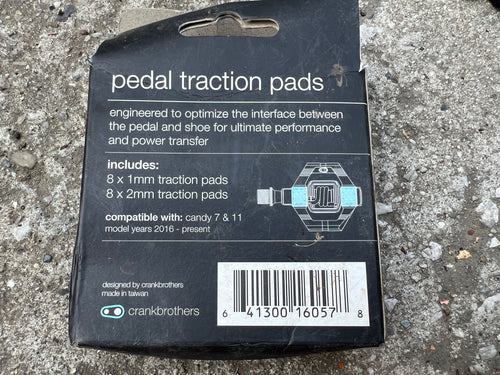 pedal traction pads
engineered to optimize the interface between
the pedal and shoe for ultimate performance
and power transfer
includes:
8 x 1mm traction pads
8 x 2mm traction pads
compatible with: candy 7 & 11
model years 2016 - present
designed by crankbrothers
made in taiwan
crankbrothers
6 41300 16057 8